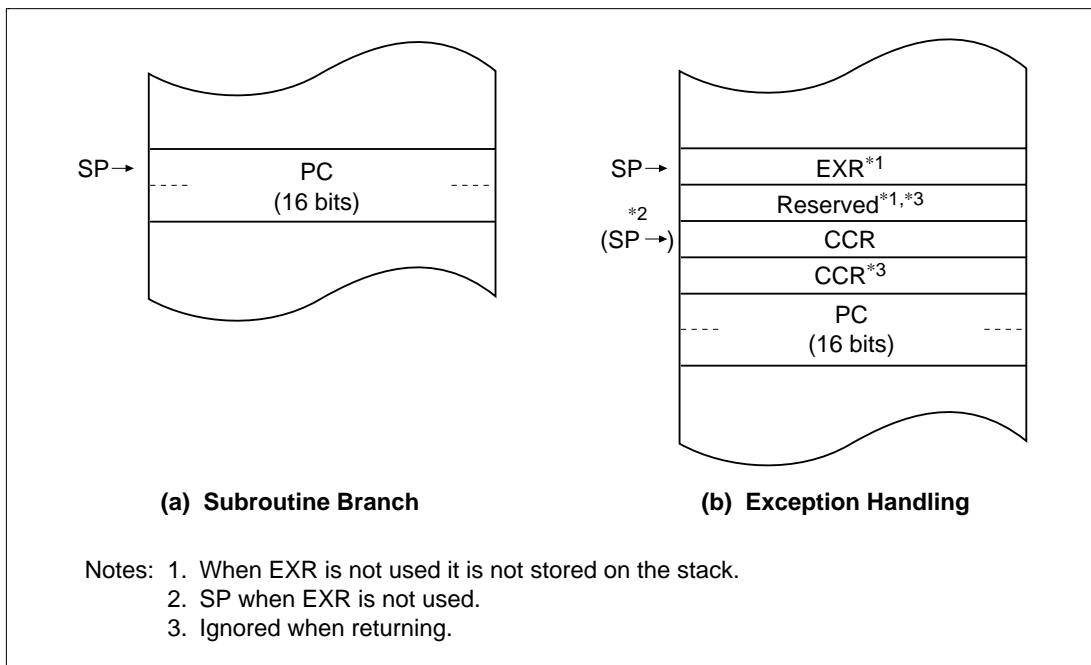 SP→
PC
(16 bits)
(a) Subroutine Branch
SP→
EXR*1
Reserved*1,*3
*2
(SP→)
CCR
CCR*3
PC
(16 bits)
(b) Exception Handling
Notes: 1. When EXR is not used it is not stored on the stack.
2. SP when EXR is not used.
3. Ignored when returning.